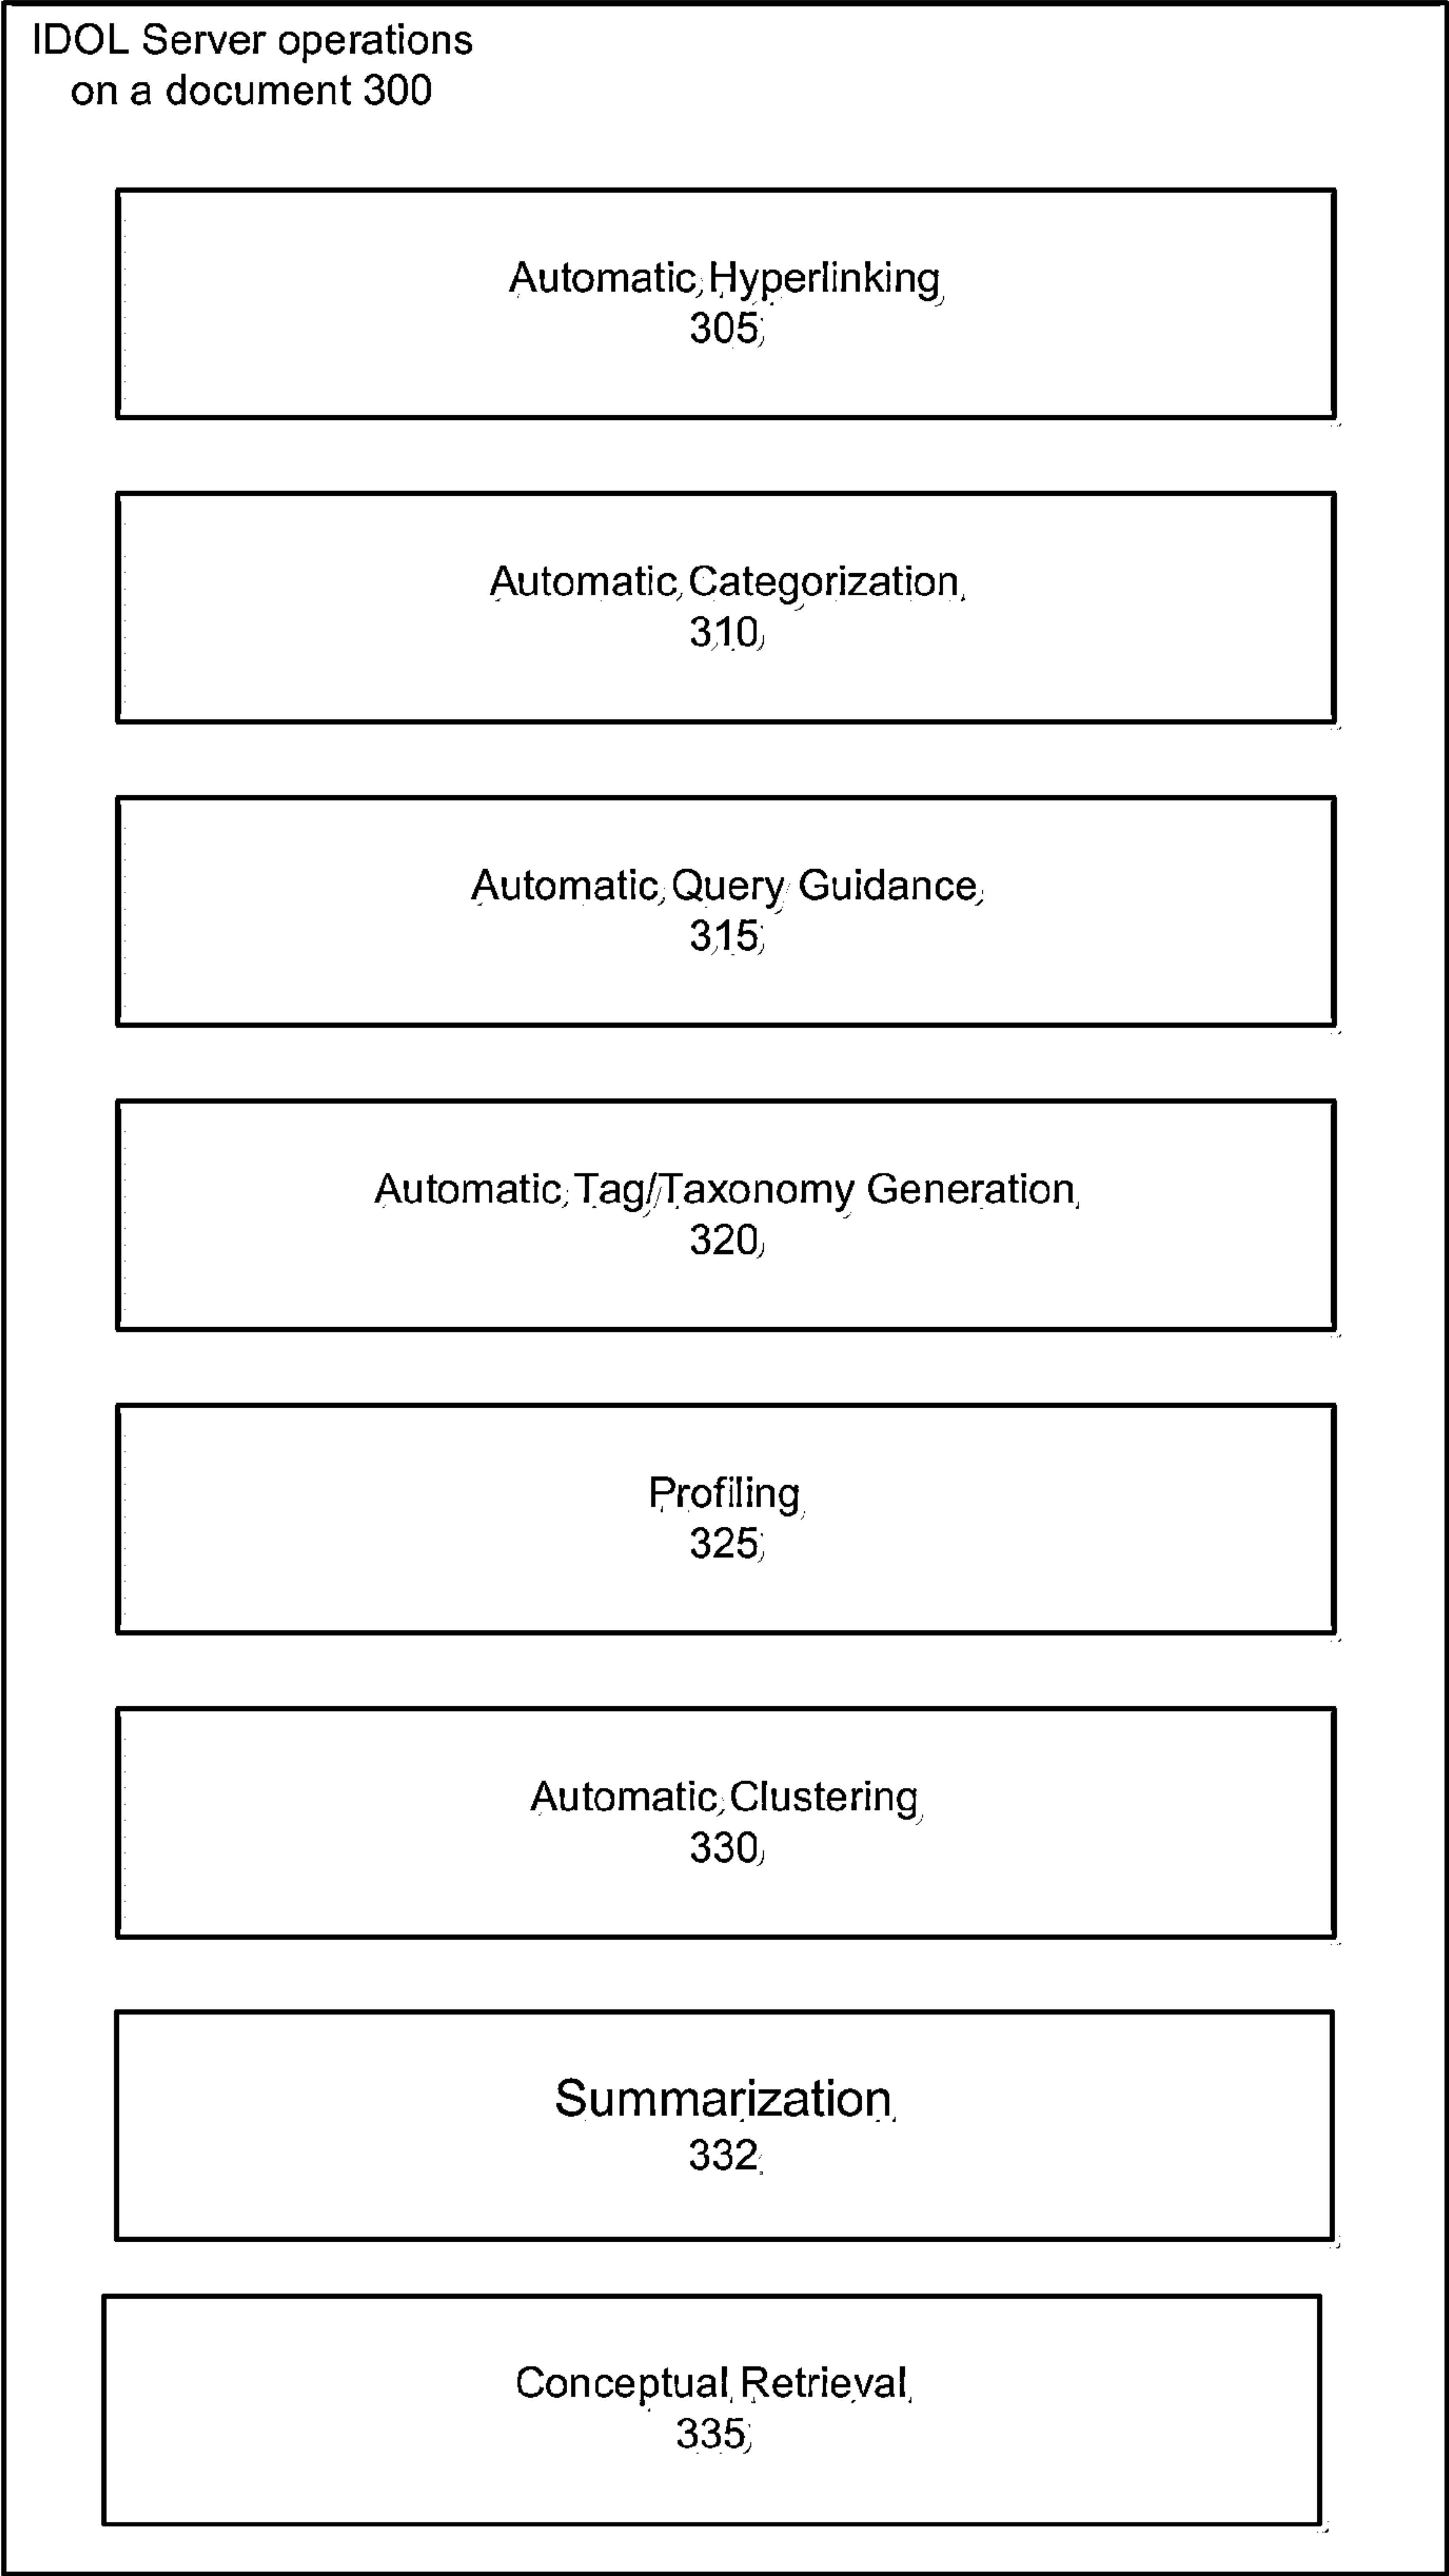 IDOL Server operations
on a document 300
Automatic Hyperlinking
305
Automatic Categorization
310
Automatic Query Guidance
315
Automatic Tag/Taxonomy Generation
320
Profiling
325
Automatic Clustering
330
Summarization
332
Conceptual Retrieval
335